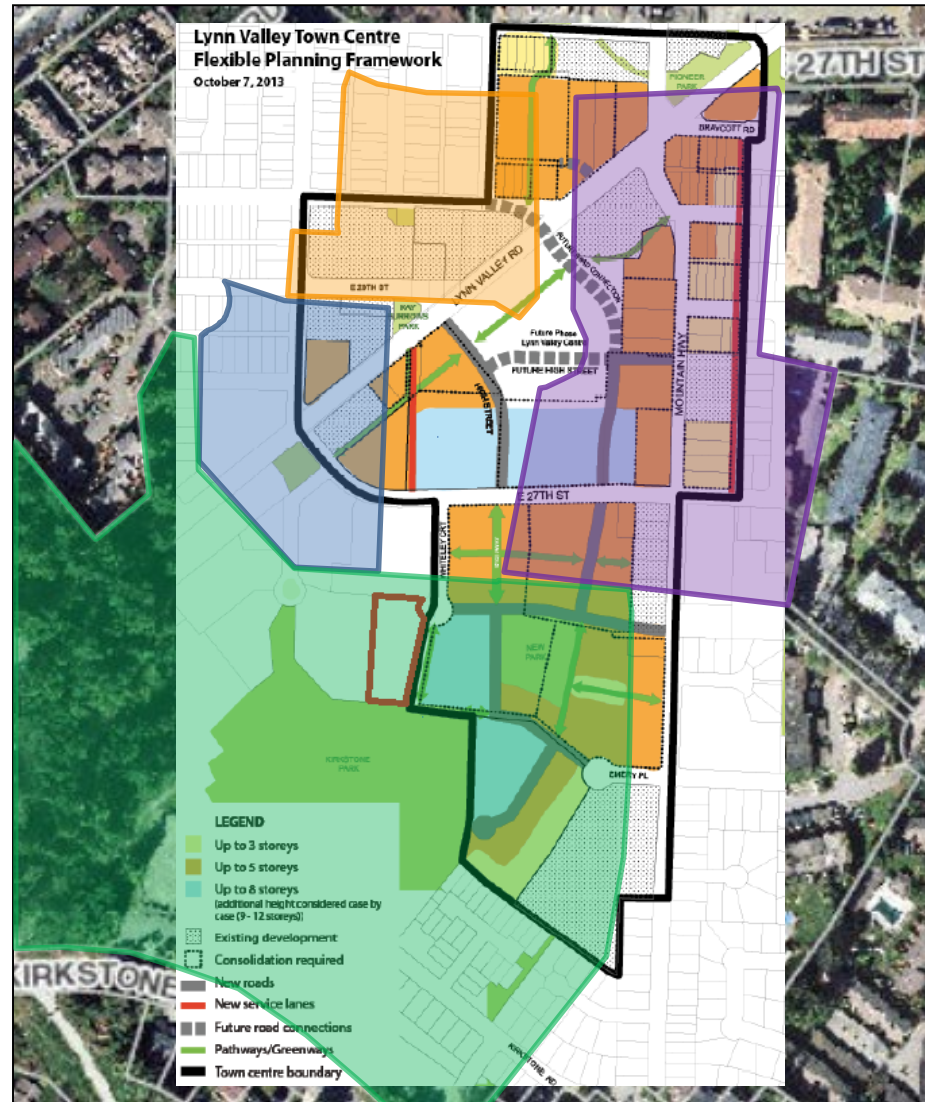 Lynn Valley Town Centre
Flexible Planning Framework
October 7, 2013
27TH ST
PIONEER
PARK
DRAYCOTT RD
FUTURE ROAD CONNECTION
LYNN VALLEY RD
E 29TH ST
PARK
Future Phase
Lynn Valley Centre
FUTURE HIGH STREET
HIGH STREET
MOUNTAIN HWY
E 27TH ST
WHITELEY CRT
NEW
PARK
EMERY PL
KIRKSTONE
PARK
LEGEND
Up to 3 storeys
Up to 5 storeys
Up to 8 storeys
(additional height considered case by
case (9 - 12 storeys))
Existing development
Consolidation required
New roads
New service lanes
Future road connections
Pathways/Greenways
Town centre boundary
KIRKSTONE
KIRKSTONE RD